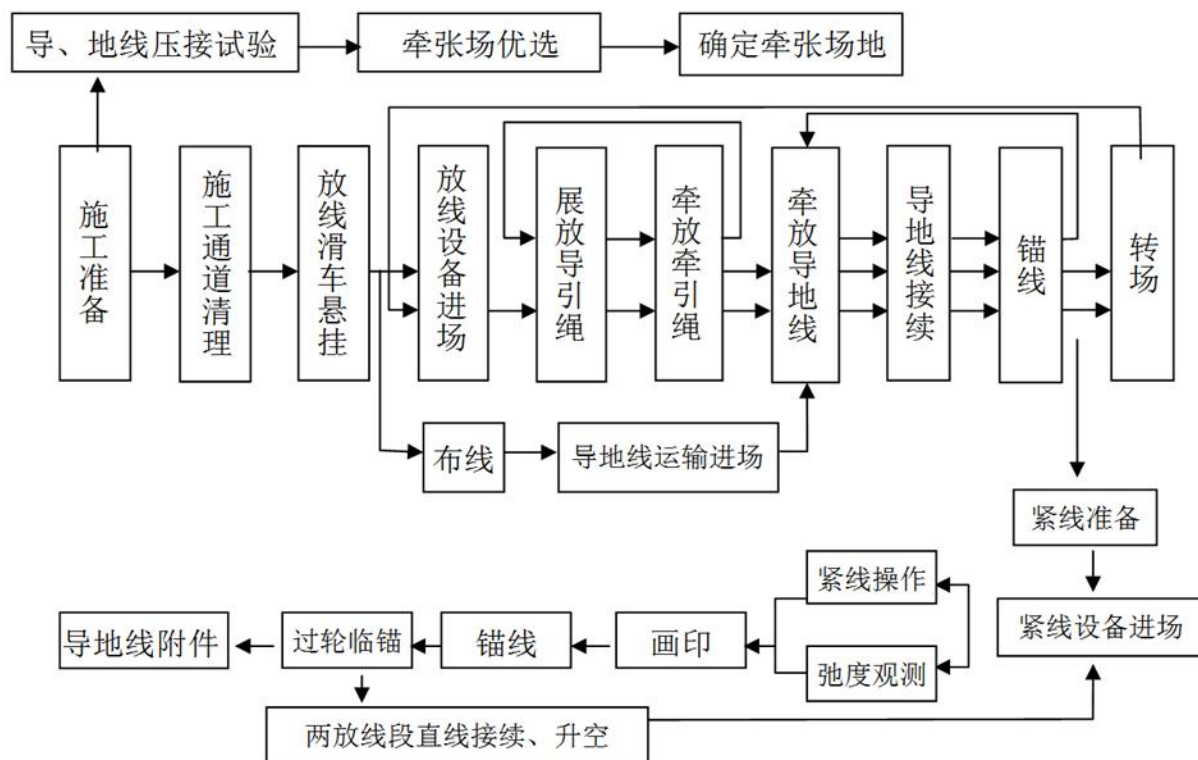 导、地线压接试验
牵张场优选
确定牵张场地
施工准备
施工通道清理
放线滑车悬挂
放线设备进场
展放导引绳
牵放牵引绳
牵放导地线
导地线接续
锚线
转场
布线
导地线运输进场
紧线准备
紧线操作
导地线附件
过轮临锚
锚线
画印
紧线设备进场
弛度观测
两放线段直线接续、升空